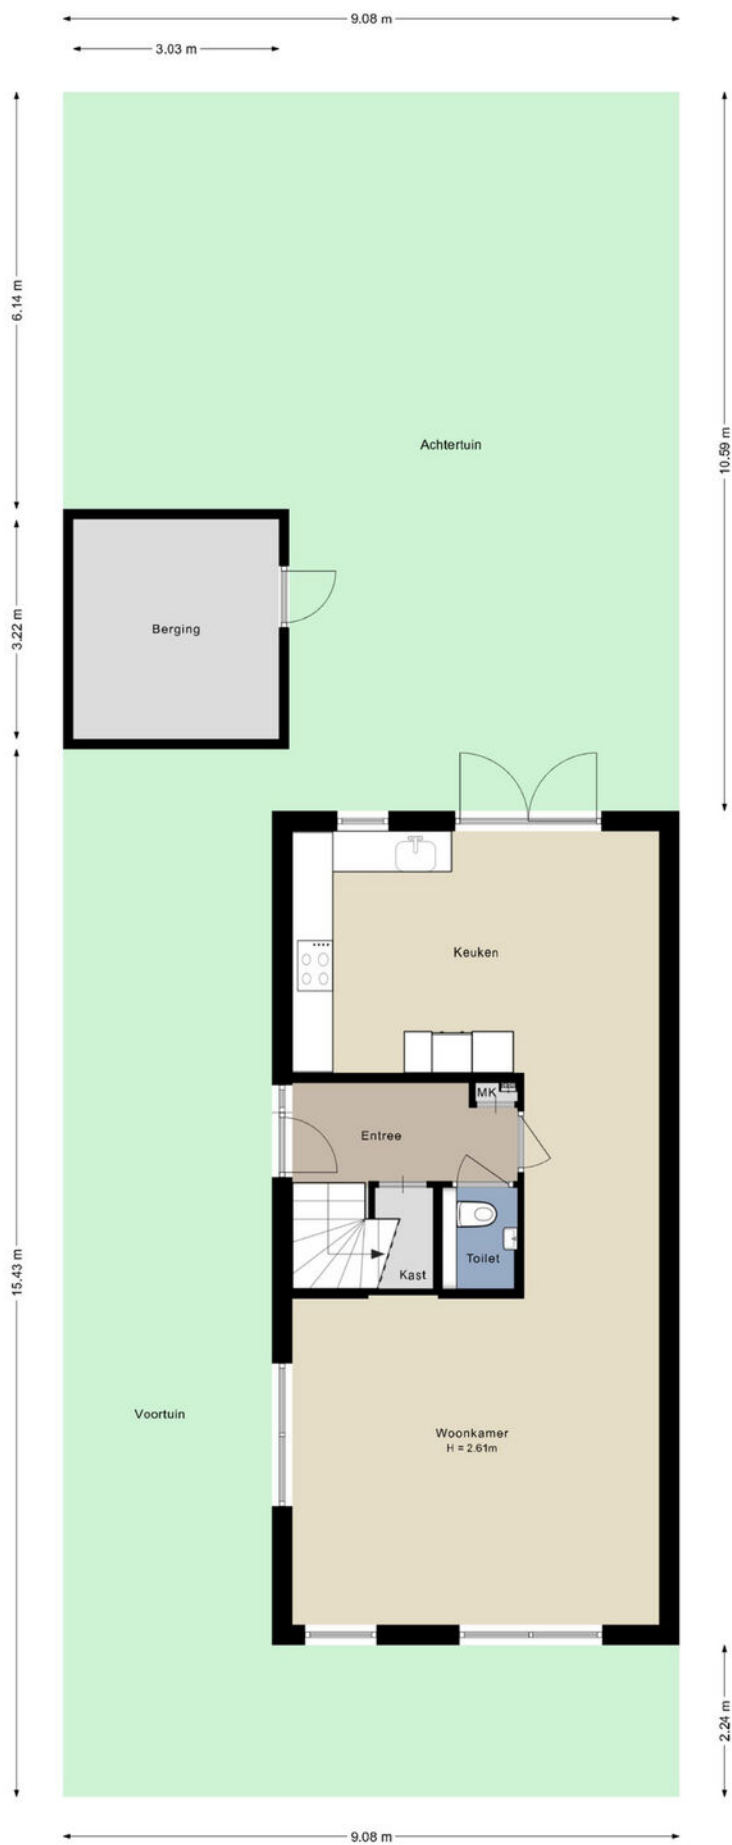 9.08 m
3.03 m
6.14 m
10.59 m
Achtertuin
3.22 m
Berging
Keuken
MK
Entree
15.43 m
Toilet
Kast
Voortuin
Woonkamer
H = 2.61m
2.24 m
9.08 m